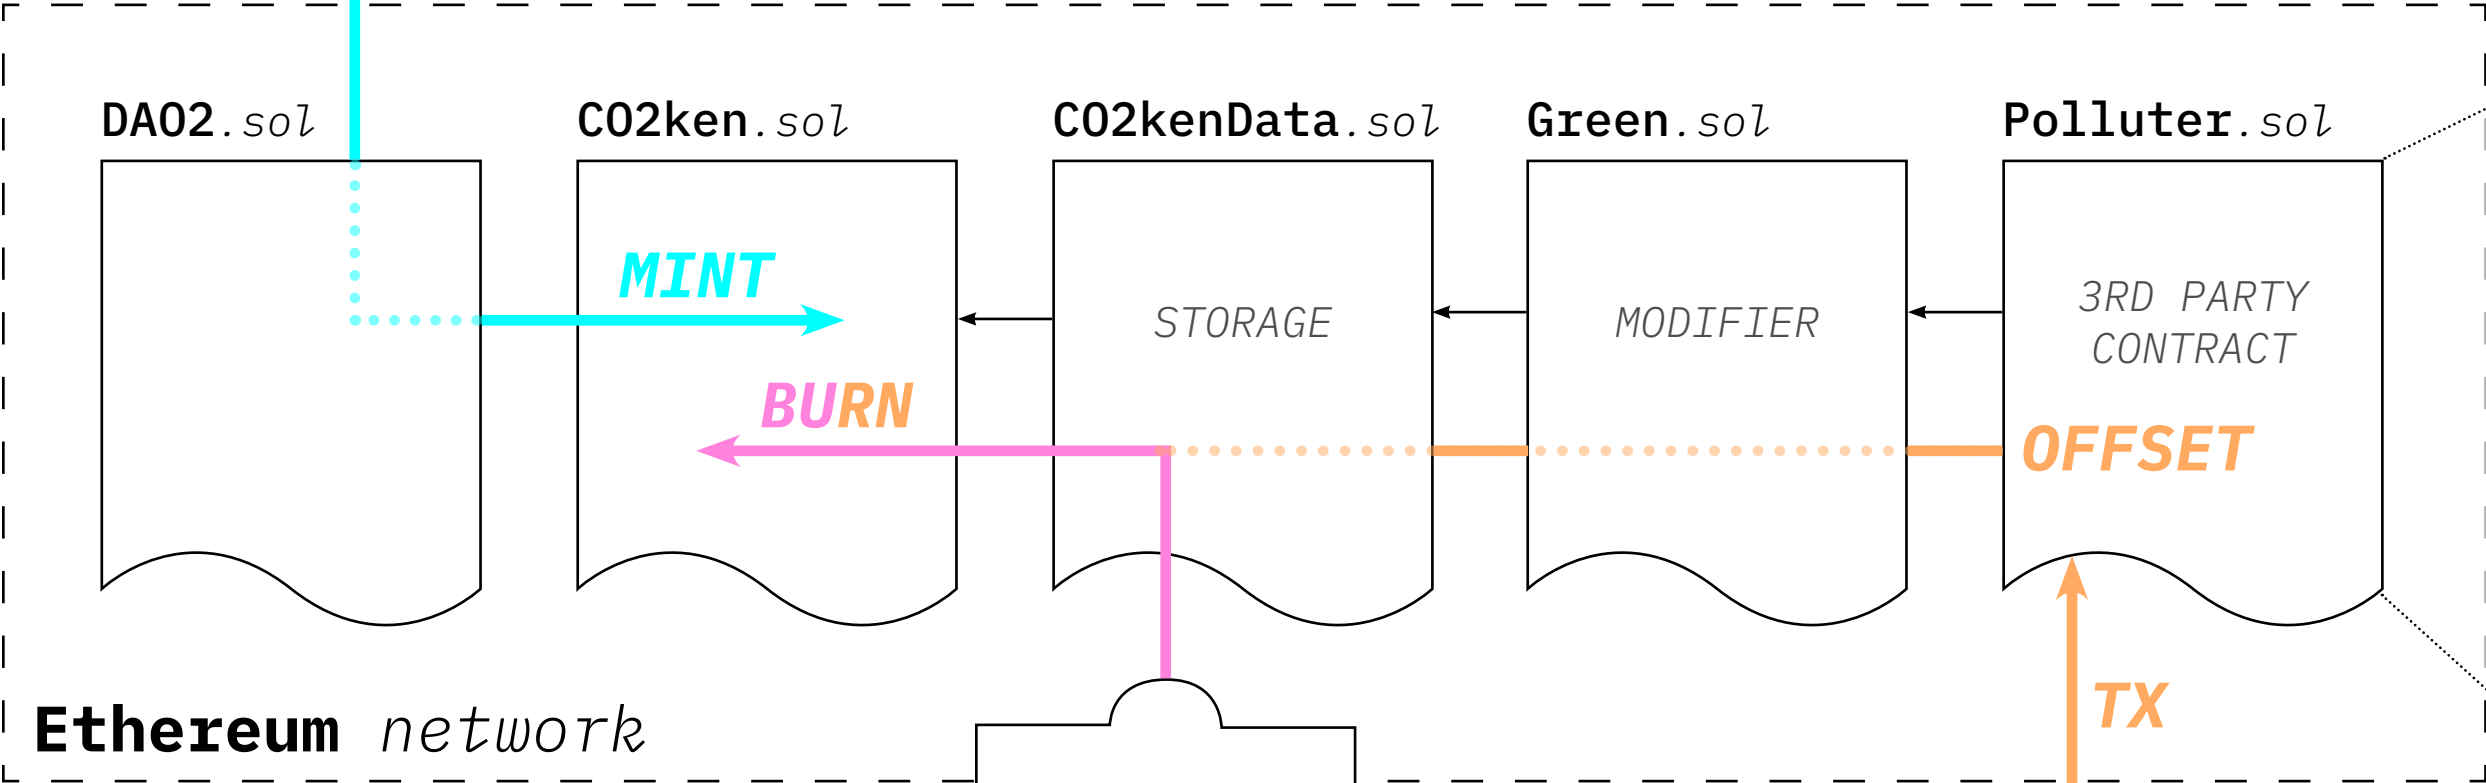 DAO2.sol
CO2ken.sol
CO2kenData.sol
Green.sol
Polluter.sol
MINT
STORAGE
MODIFIER
3RD PARTY
CONTRACT
BURN
OFFSET
TX
Ethereum network